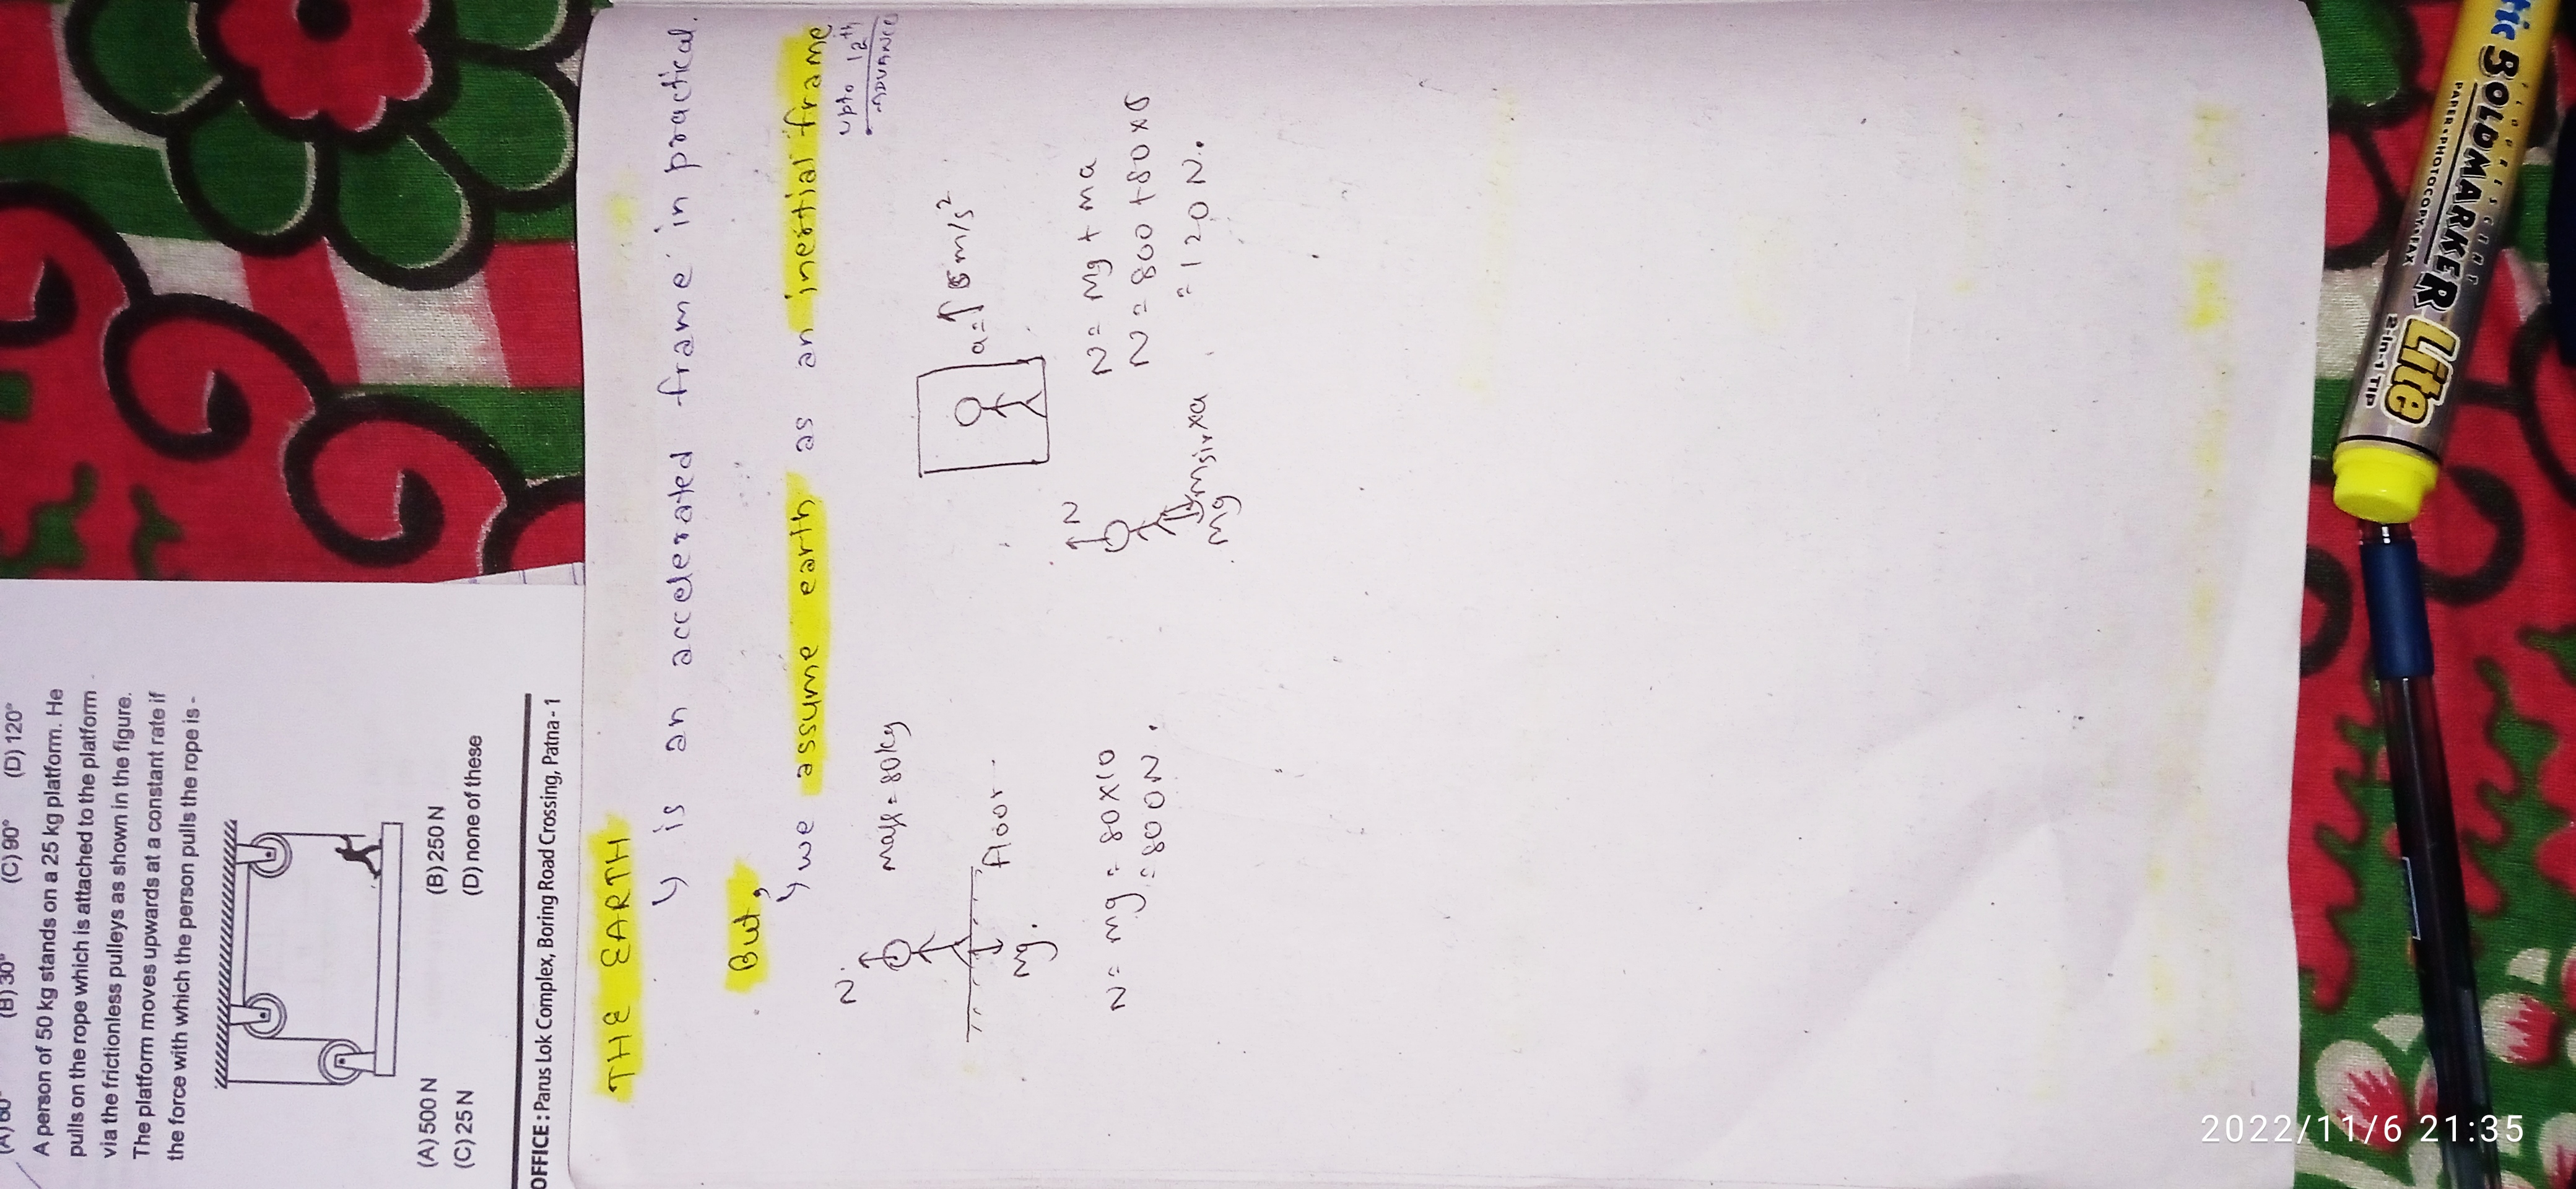 (A) 60° (B) 30° (C) 90° (D) 120°
A person of 50 kg stands on a 25 kg platform. He
pulls on the rope which is attached to the platform
via the frictionless pulleys as shown in the figure.
The platform moves upwards at a constant rate if
the force with which the person pulls the rope is -
(A) 500 N (B) 250 N
(C) 25 N (D) none of these
OFFICE : Parus Lok Complex, Boring Road Crossing, Patna - 1
THE EARTH
is an accelerated frame in practical.
But,
we assume earth as an inertial frame
upto 12th
ADVANCE
N
mass = 80kg
floor
mg.
N = mg = 80x10
= 800 N.
a = ↑ 5 m/s²
N
msir x a
mg
N = mg + ma
N = 800 + 80 x 5
= 120 N.
BOLDMARKER Lite
2-in-1 TIP
PAPER•PHOTOCOPY•FAX
2022/11/6 21:35